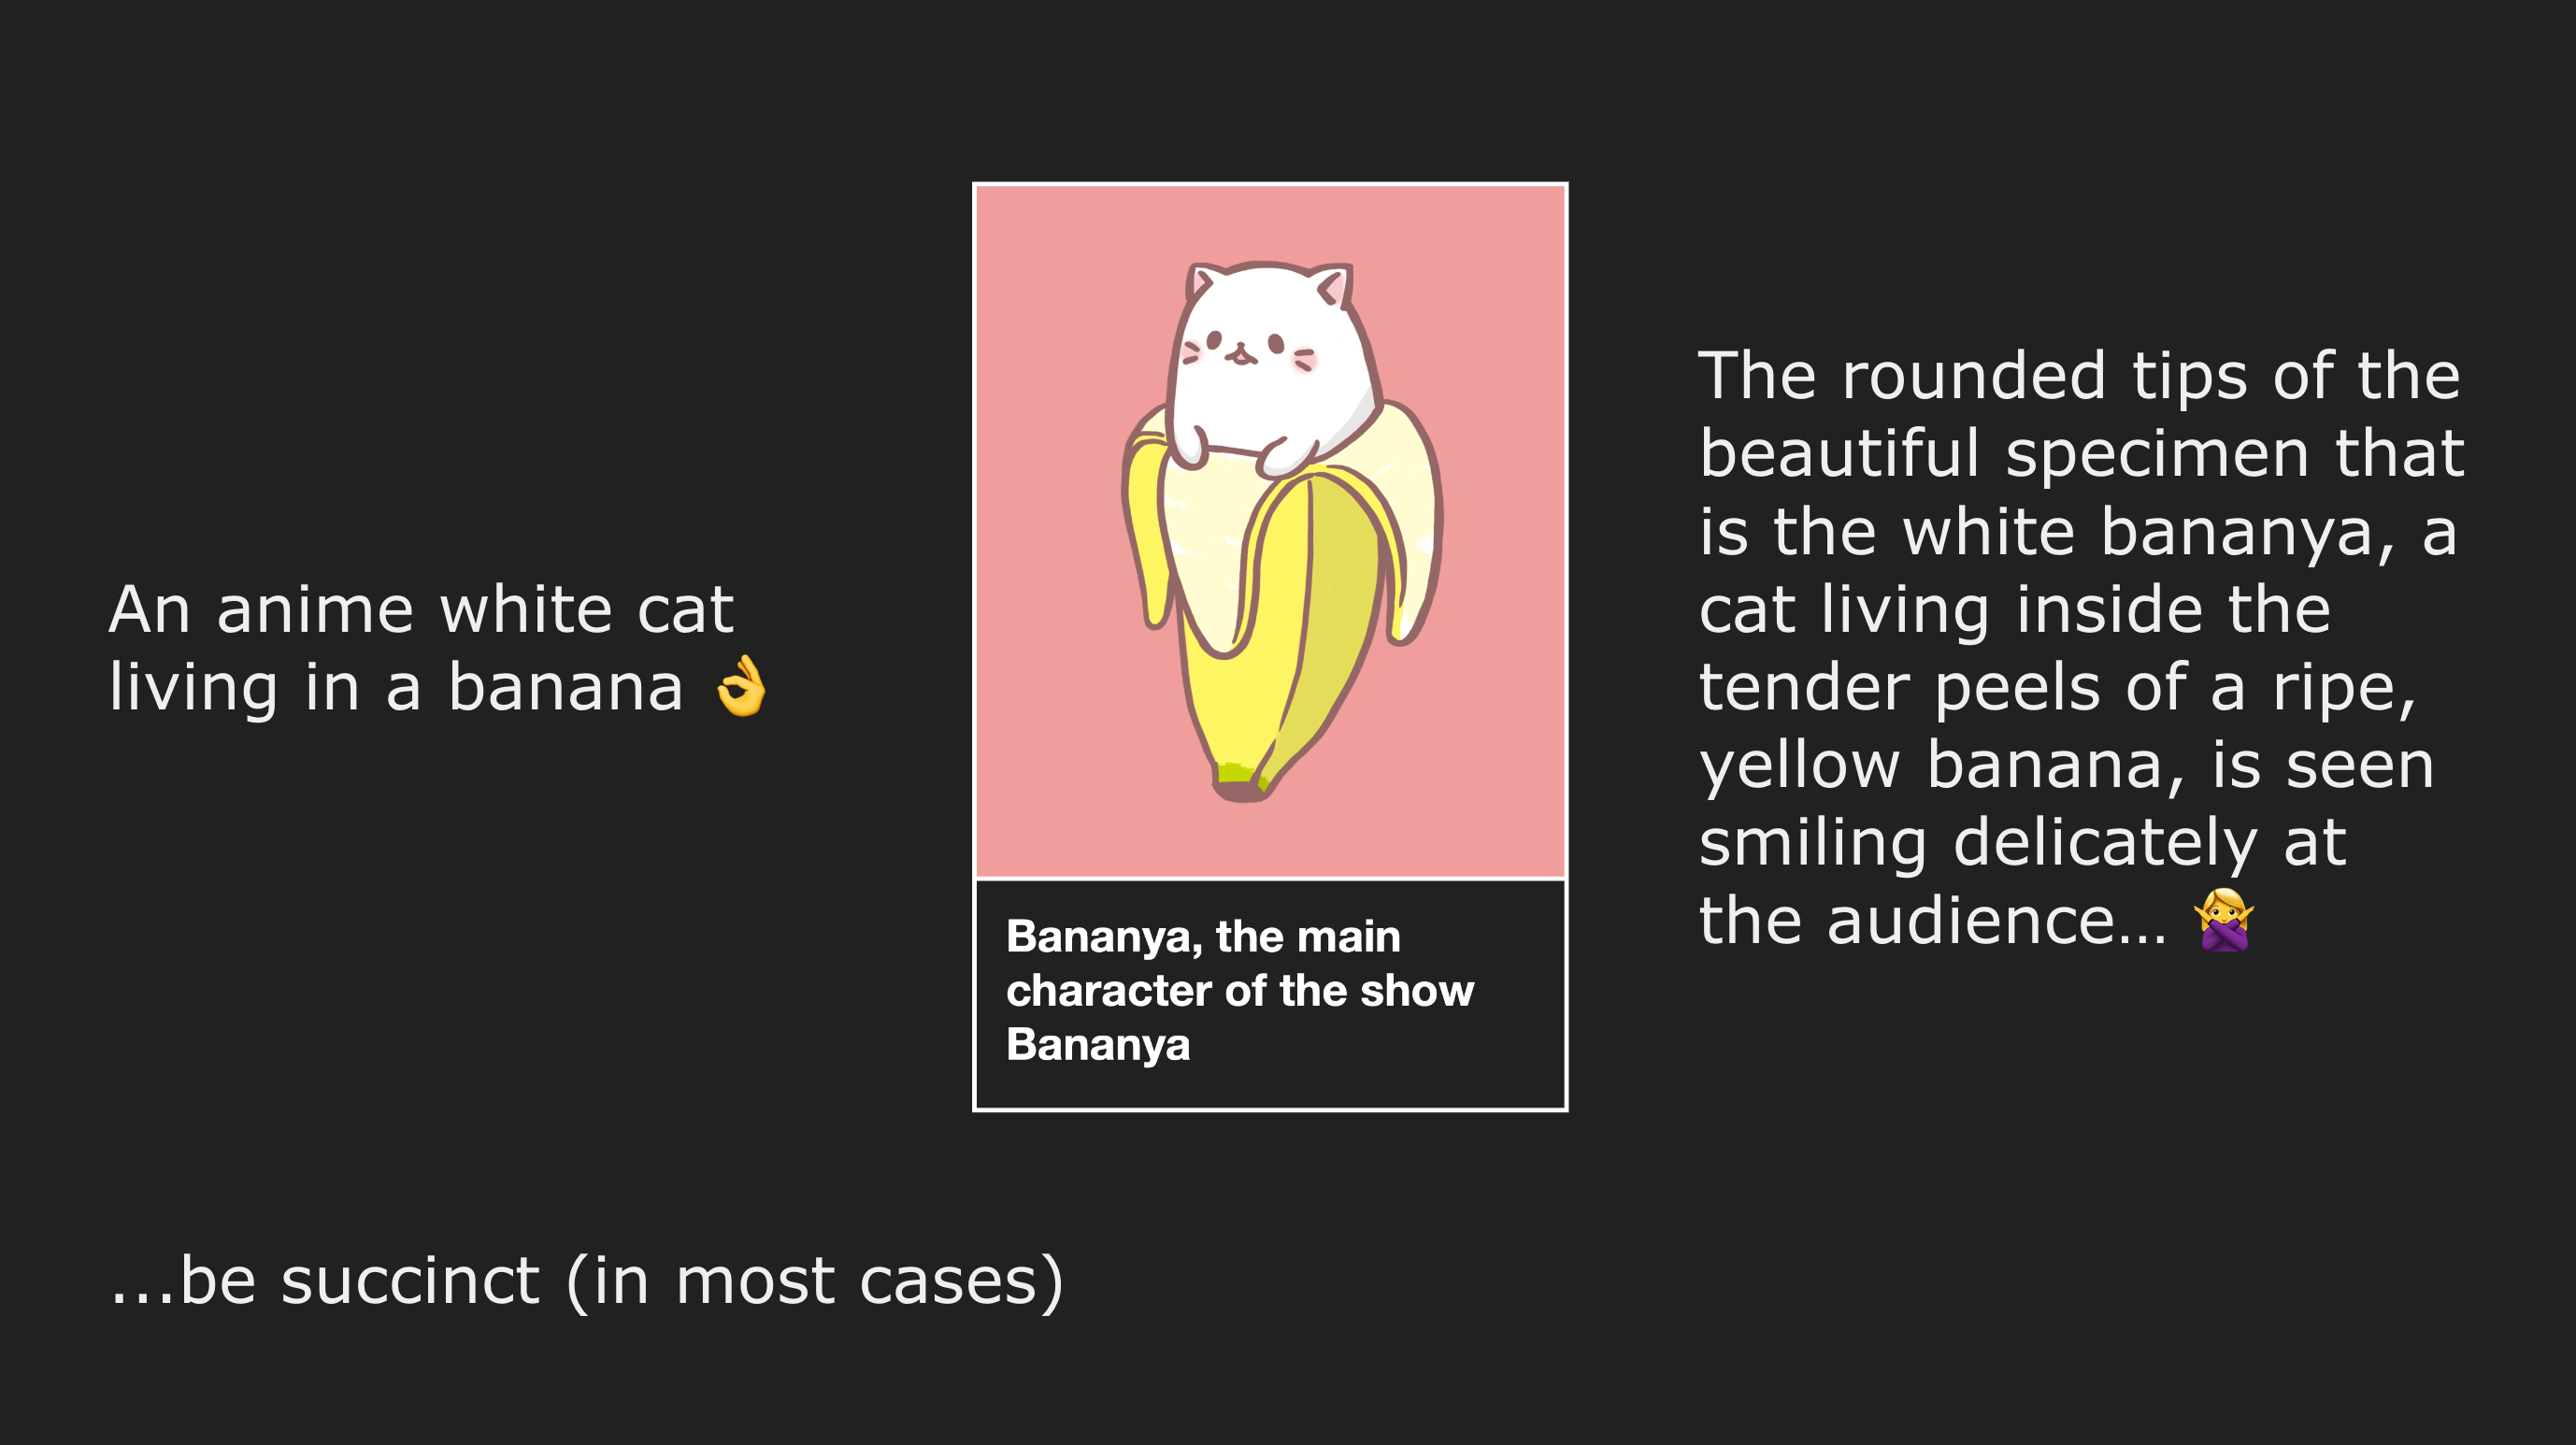 An anime white cat
living in a banana 👌
Bananya, the main
character of the show
Bananya
The rounded tips of the
beautiful specimen that
is the white bananya, a
cat living inside the
tender peels of a ripe,
yellow banana, is seen
smiling delicately at
the audience… 🙅‍♀️
…be succinct (in most cases)